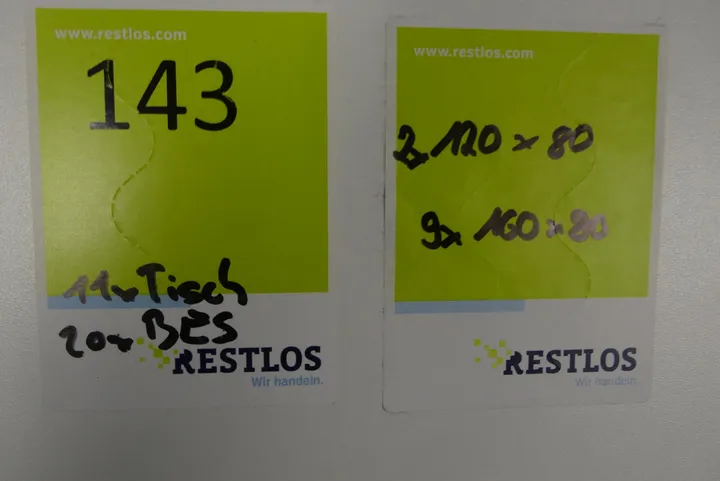 www.restlos.com
143
11x Tisch
20x BES
RESTLOS
Wir handeln.
www.restlos.com
2x 120 x 80
9x 160 x 80
RESTLOS
Wir handeln.